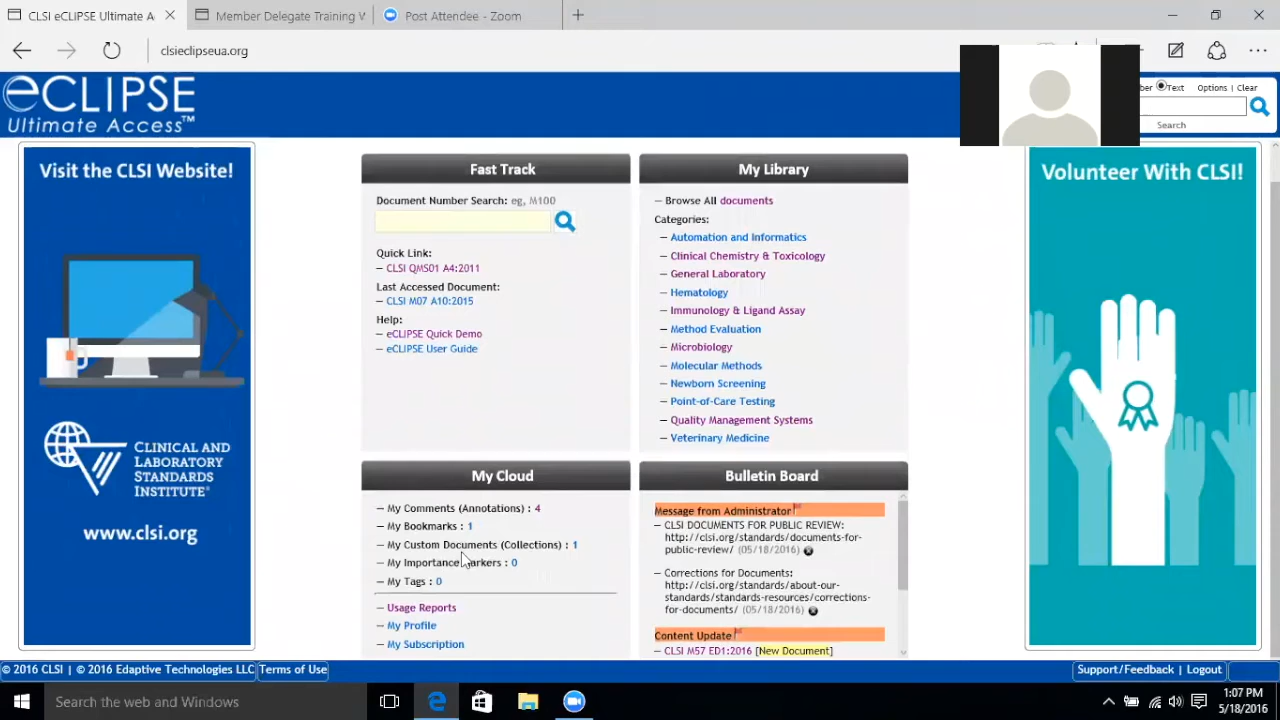 CLSI eCLIPSE Ultimate A
Member Delegate Training V
Post Attendee - Zoom
clsieclipseua.org
eCLIPSE
Ultimate Access™
Text
Options | Clear
Search
Visit the CLSI Website!
CLINICAL AND
LABORATORY
STANDARDS
INSTITUTE®
www.clsi.org
Fast Track
Document Number Search: eg, M100
Quick Link:
– CLSI QMS01 A4:2011
Last Accessed Document:
– CLSI M07 A10:2015
Help:
– eCLIPSE Quick Demo
– eCLIPSE User Guide
My Library
– Browse All documents
Categories:
– Automation and Informatics
– Clinical Chemistry & Toxicology
– General Laboratory
– Hematology
– Immunology & Ligand Assay
– Method Evaluation
– Microbiology
– Molecular Methods
– Newborn Screening
– Point-of-Care Testing
– Quality Management Systems
– Veterinary Medicine
My Cloud
– My Comments (Annotations) : 4
– My Bookmarks : 1
– My Custom Documents (Collections) : 1
– My Importance Markers : 0
– My Tags : 0
– Usage Reports
– My Profile
– My Subscription
Bulletin Board
Message from Administrator
– CLSI DOCUMENTS FOR PUBLIC REVIEW:
http://clsi.org/standards/documents-for-
public-review/ (05/18/2016)
– Corrections for Documents:
http://clsi.org/standards/about-our-
standards/standards-resources/corrections-
for-documents/ (05/18/2016)
Content Update
– CLSI M57 ED1:2016 [New Document]
Volunteer With CLSI!
© 2016 CLSI | © 2016 Edaptive Technologies LLC | Terms of Use
Support/Feedback | Logout
Search the web and Windows
1:07 PM
5/18/2016